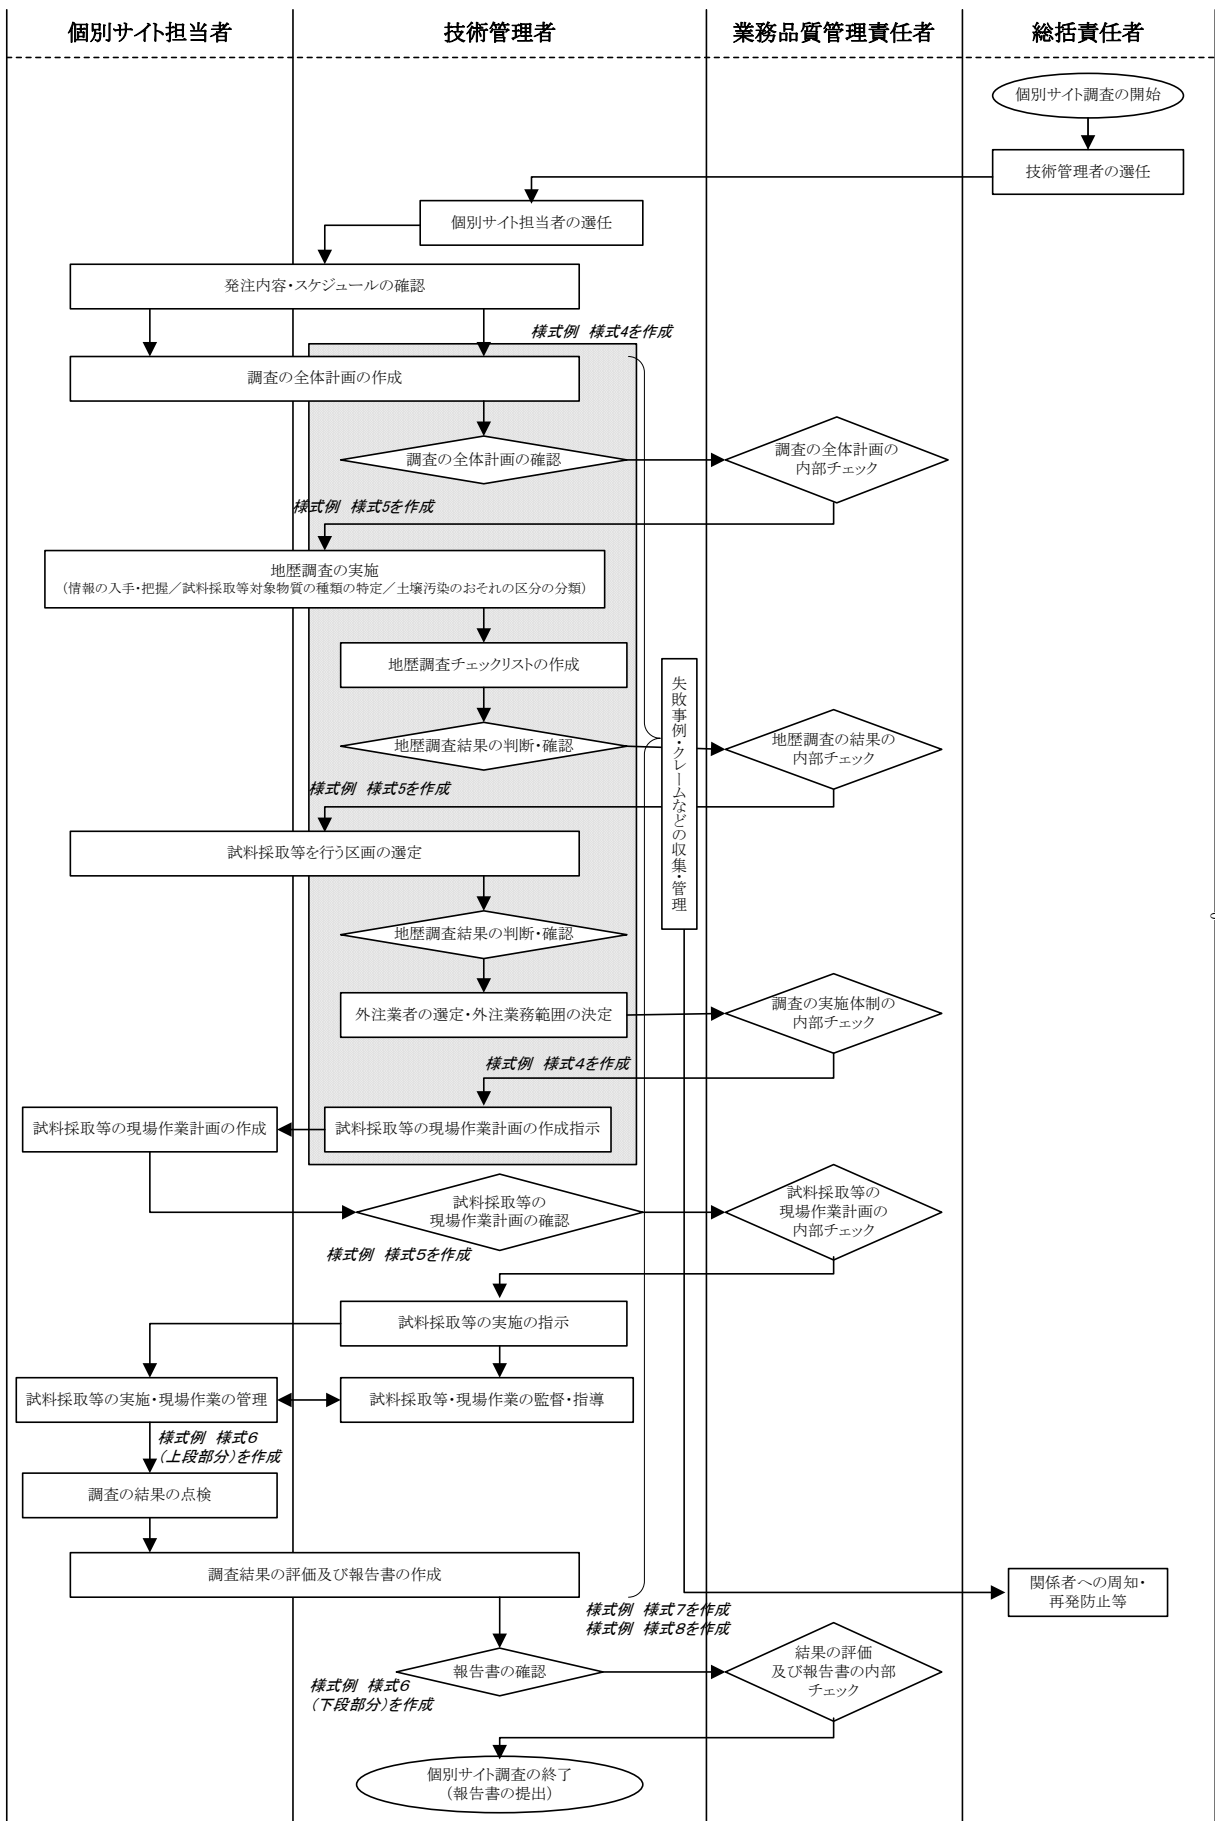 個別サイト担当者
技術管理者
業務品質管理責任者
総括責任者
個別サイト調査の開始
技術管理者の選任
個別サイト担当者の選任
発注内容・スケジュールの確認
様式例 様式4を作成
調査の全体計画の作成
調査の全体計画の確認
調査の全体計画の
内部チェック
様式例 様式5を作成
地歴調査の実施
（情報の入手・把握／試料採取等対象物質の種類の特定／土壌汚染のおそれの区分の分類）
地歴調査チェックリストの作成
失敗事例・クレームなどの収集・管理
地歴調査結果の判断・確認
地歴調査の結果の
内部チェック
様式例 様式5を作成
試料採取等を行う区画の選定
地歴調査結果の判断・確認
外注業者の選定・外注業務範囲の決定
調査の実施体制の
内部チェック
様式例 様式4を作成
試料採取等の現場作業計画の作成
試料採取等の現場作業計画の作成指示
試料採取等の
現場作業計画の確認
試料採取等の
現場作業計画の
内部チェック
様式例 様式5を作成
試料採取等の実施の指示
試料採取等の実施・現場作業の管理
試料採取等・現場作業の監督・指導
様式例 様式6
（上段部分）を作成
調査の結果の点検
調査結果の評価及び報告書の作成
関係者への周知・
再発防止等
様式例 様式7を作成
様式例 様式8を作成
報告書の確認
結果の評価
及び報告書の内部
チェック
様式例 様式6
（下段部分）を作成
個別サイト調査の終了
（報告書の提出）